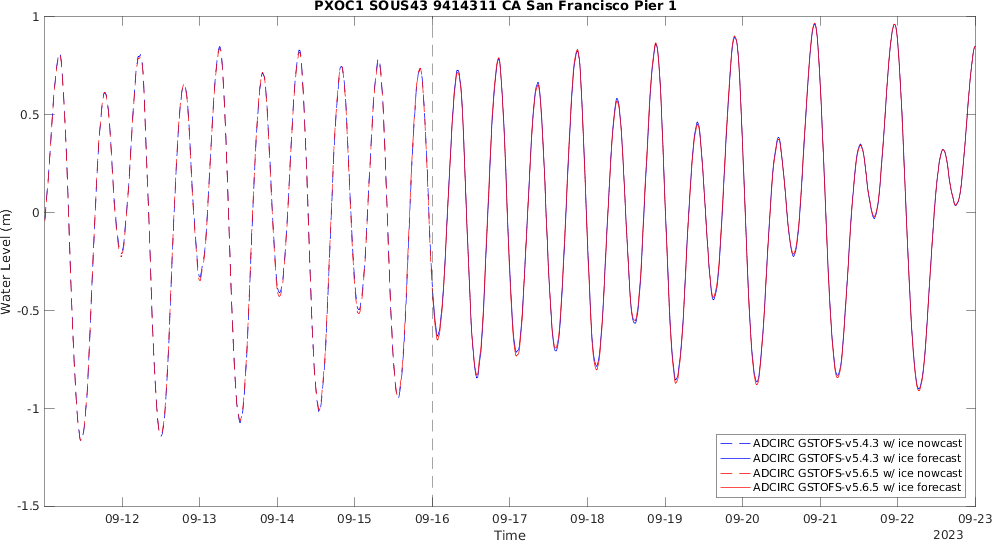 PXOC1 SOUS43 9414311 CA San Francisco Pier 1
1
0.5
0
-0.5
-1
-1.5
Water Level (m)
ADCIRC GSTOFS-v5.4.3 w/ ice nowcast
ADCIRC GSTOFS-v5.4.3 w/ ice forecast
ADCIRC GSTOFS-v5.6.5 w/ ice nowcast
ADCIRC GSTOFS-v5.6.5 w/ ice forecast
09-12 09-13 09-14 09-15 09-16 09-17 09-18 09-19 09-20 09-21 09-22 09-23
Time
2023